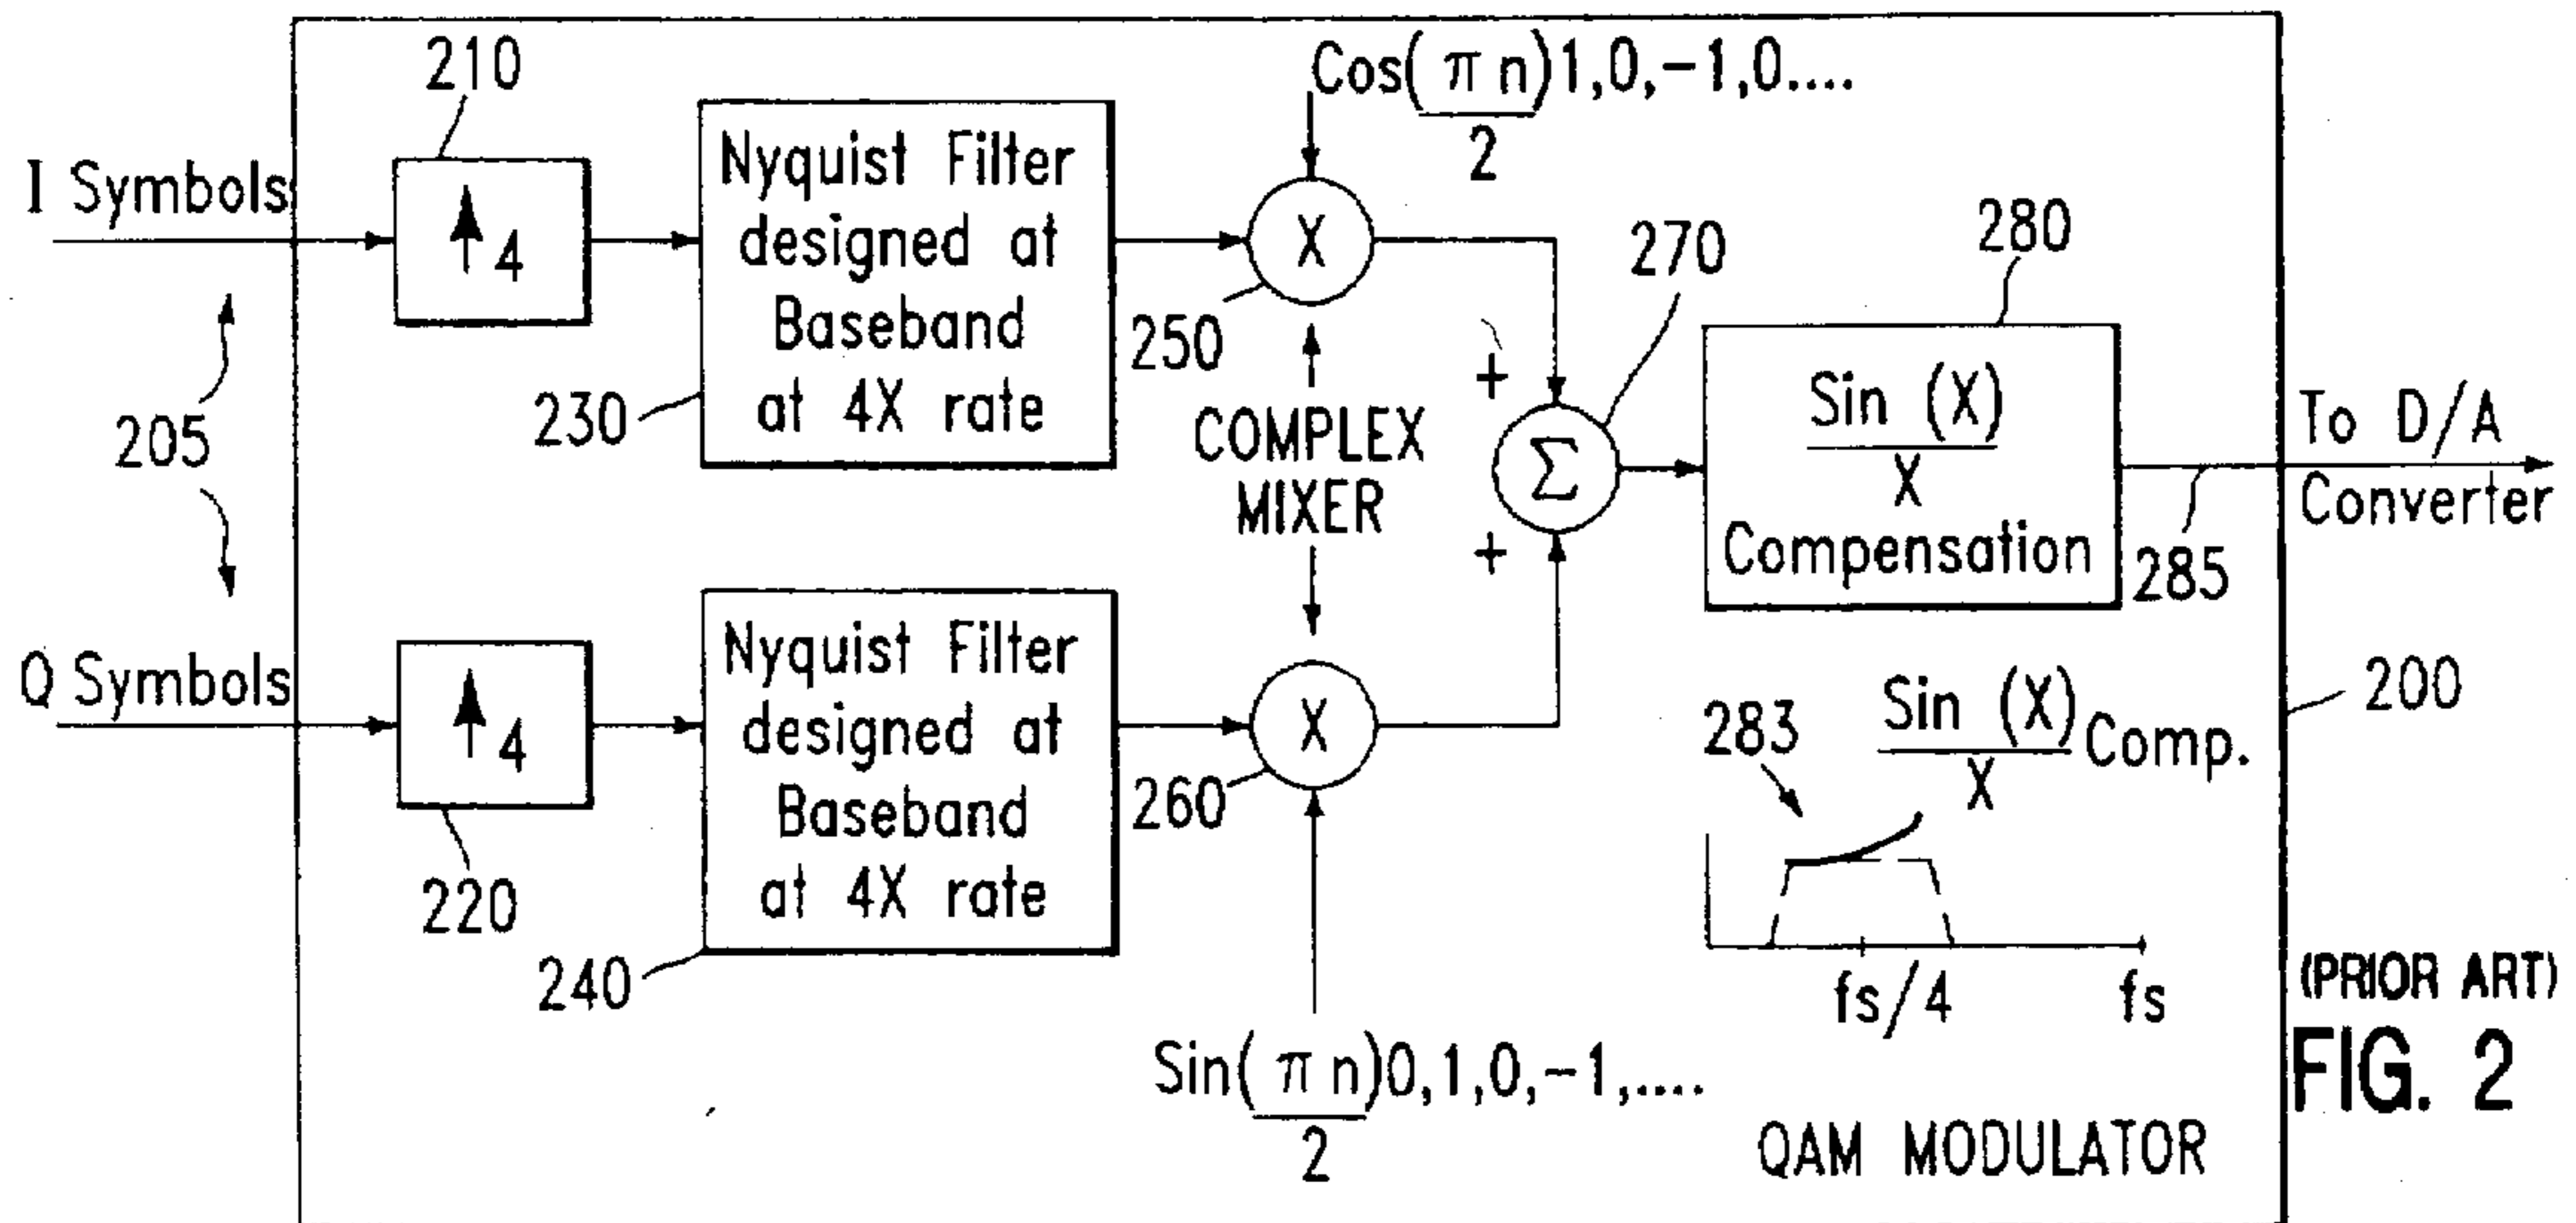 210
Cos(π n)1,0,-1,0....
2
I Symbols
↑4
Nyquist Filter
designed at
Baseband
at 4X rate
230
X
250
205
COMPLEX
MIXER
270
+
Σ
+
280
Sin (X)
X
Compensation
285
To D/A
Converter
Q Symbols
↑4
220
Nyquist Filter
designed at
Baseband
at 4X rate
240
X
260
Sin(π n)0,1,0,-1,....
2
283
Sin (X) Comp.
X
fs/4
fs
200
QAM MODULATOR
(PRIOR ART)
FIG. 2